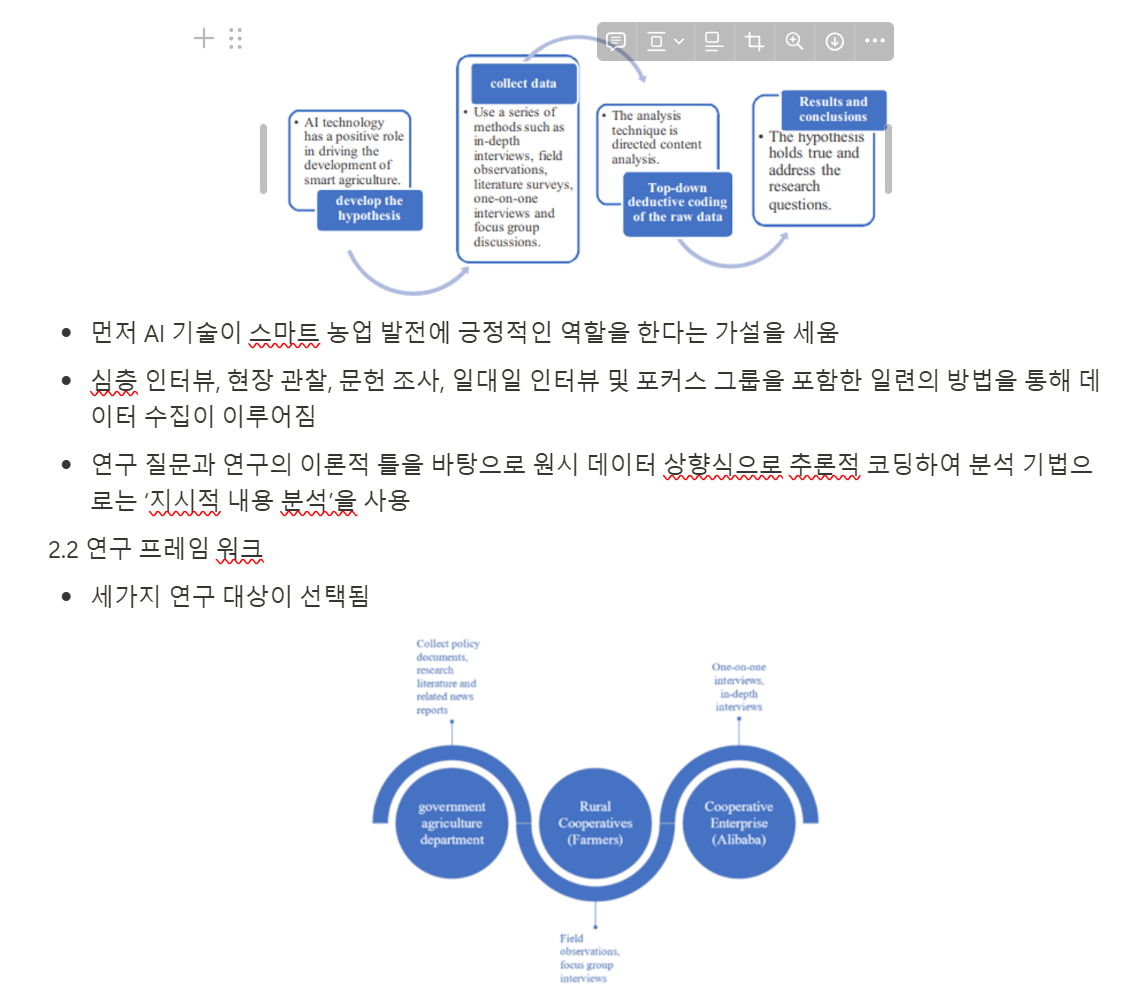 • AI technology
has a positive role
in driving the
development of
smart agriculture.
develop the
hypothesis
collect data
• Use a series of
methods such as
in-depth
interviews, field
observations,
literature surveys,
one-on-one
interviews and
focus group
discussions.
• The analysis
technique is
directed content
analysis.
Top-down
deductive coding
of the raw data
Results and
conclusions
• The hypothesis
holds true and
address the
research
questions.
• 먼저 AI 기술이 스마트 농업 발전에 긍정적인 역할을 한다는 가설을 세움
• 심층 인터뷰, 현장 관찰, 문헌 조사, 일대일 인터뷰 및 포커스 그룹을 포함한 일련의 방법을 통해 데
이터 수집이 이루어짐
• 연구 질문과 연구의 이론적 틀을 바탕으로 원시 데이터 상향식으로 추론적 코딩하여 분석 기법으
로는 ‘지시적 내용 분석’을 사용
2.2 연구 프레임 워크
• 세가지 연구 대상이 선택됨
Collect policy
documents,
research
literature and
related news
reports
One-on-one
interviews,
in-depth
interviews
government
agriculture
department
Rural
Cooperatives
(Farmers)
Cooperative
Enterprise
(Alibaba)
Field
observations,
focus group
interviews